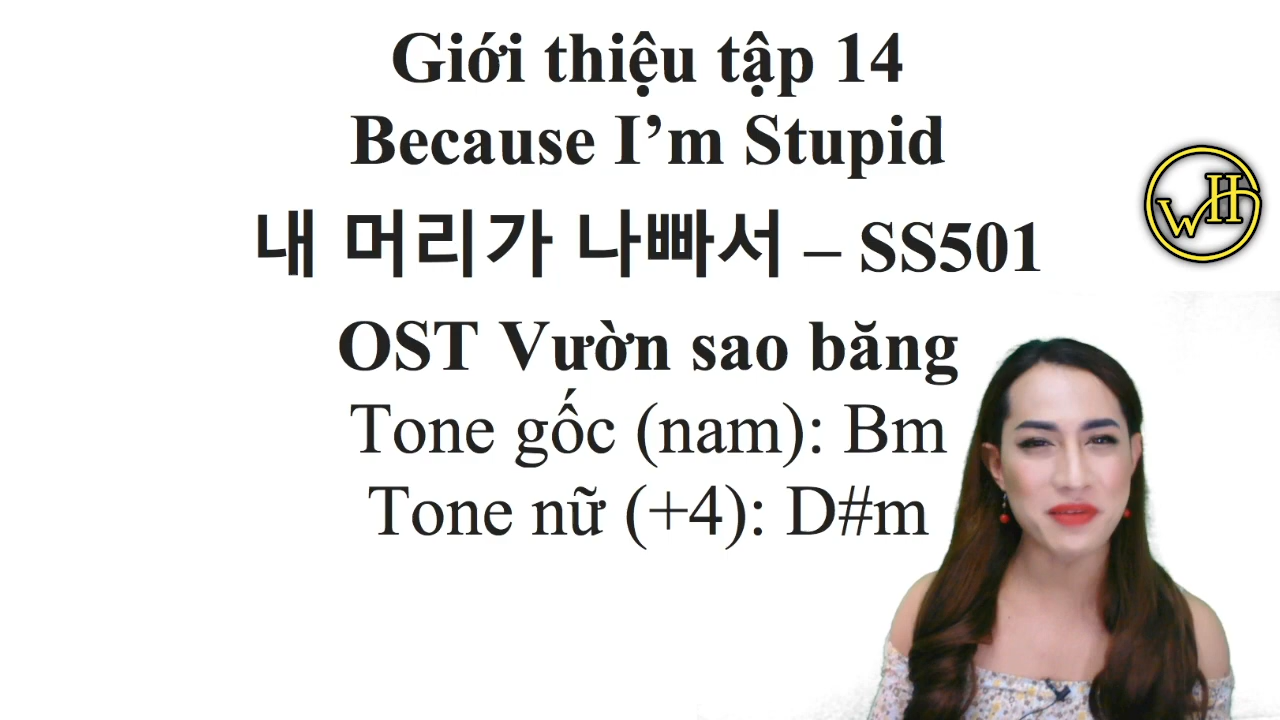 Giới thiệu tập 14
Because I’m Stupid
내 머리가 나빠서 – SS501
OST Vườn sao băng
Tone gốc (nam): Bm
Tone nữ (+4): D#m
WH